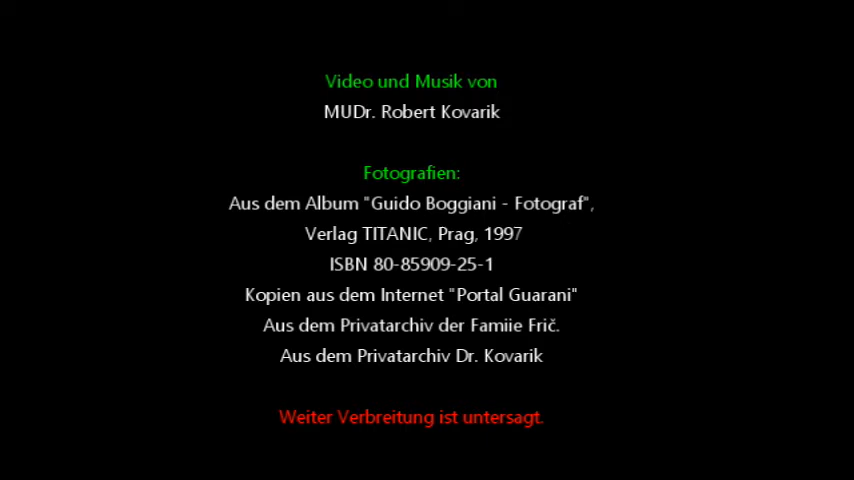 Video und Musik von
MUDr. Robert Kovarik
Fotografien:
Aus dem Album "Guido Boggiani - Fotograf",
Verlag TITANIC, Prag, 1997
ISBN 80-85909-25-1
Kopien aus dem Internet "Portal Guarani"
Aus dem Privatarchiv der Famiie Frič.
Aus dem Privatarchiv Dr. Kovarik
Weiter Verbreitung ist untersagt.